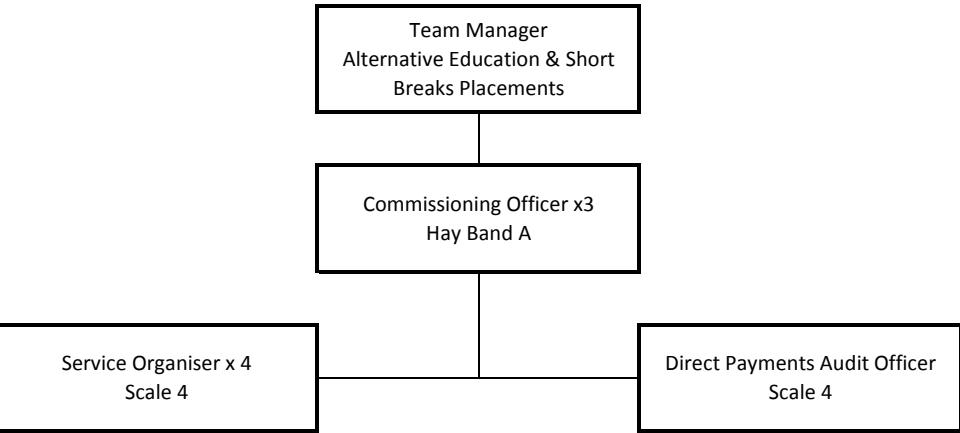 Team Manager
Alternative Education & Short
Breaks Placements
Commissioning Officer x3
Hay Band A
Service Organiser x 4
Scale 4
Direct Payments Audit Officer
Scale 4